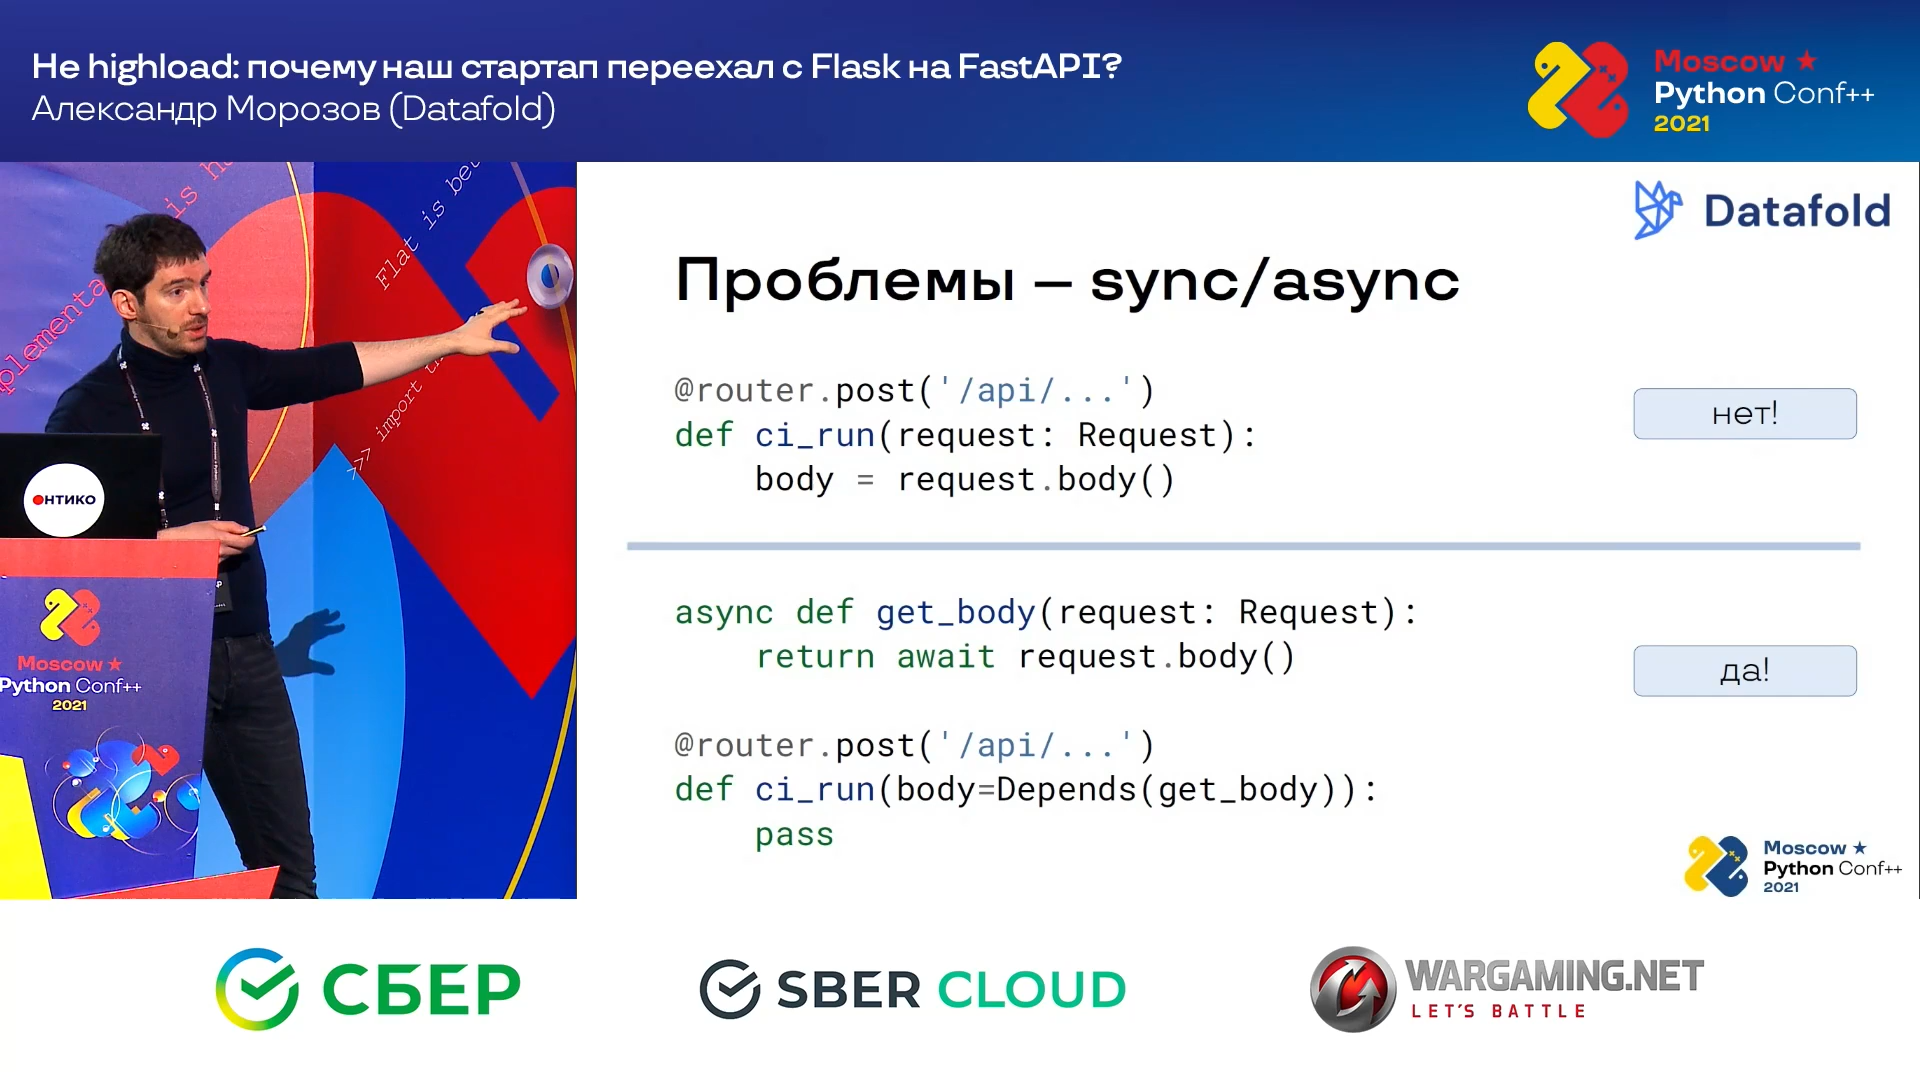 Не highload: почему наш стартап переехал с Flask на FastAPI?
Александр Морозов (Datafold)
Moscow ★
Python Conf++
2021
is
Flat is
>>> import
ОНТИКО
Moscow ★
Python Conf++
2021
Datafold
Проблемы – sync/async
@router.post('/api/...')
def ci_run(request: Request):
    body = request.body()
нет!
async def get_body(request: Request):
    return await request.body()
да!
@router.post('/api/...')
def ci_run(body=Depends(get_body)):
    pass
Moscow ★
Python Conf++
2021
СБЕР
SBER CLOUD
WARGAMING.NET
LET'S BATTLE